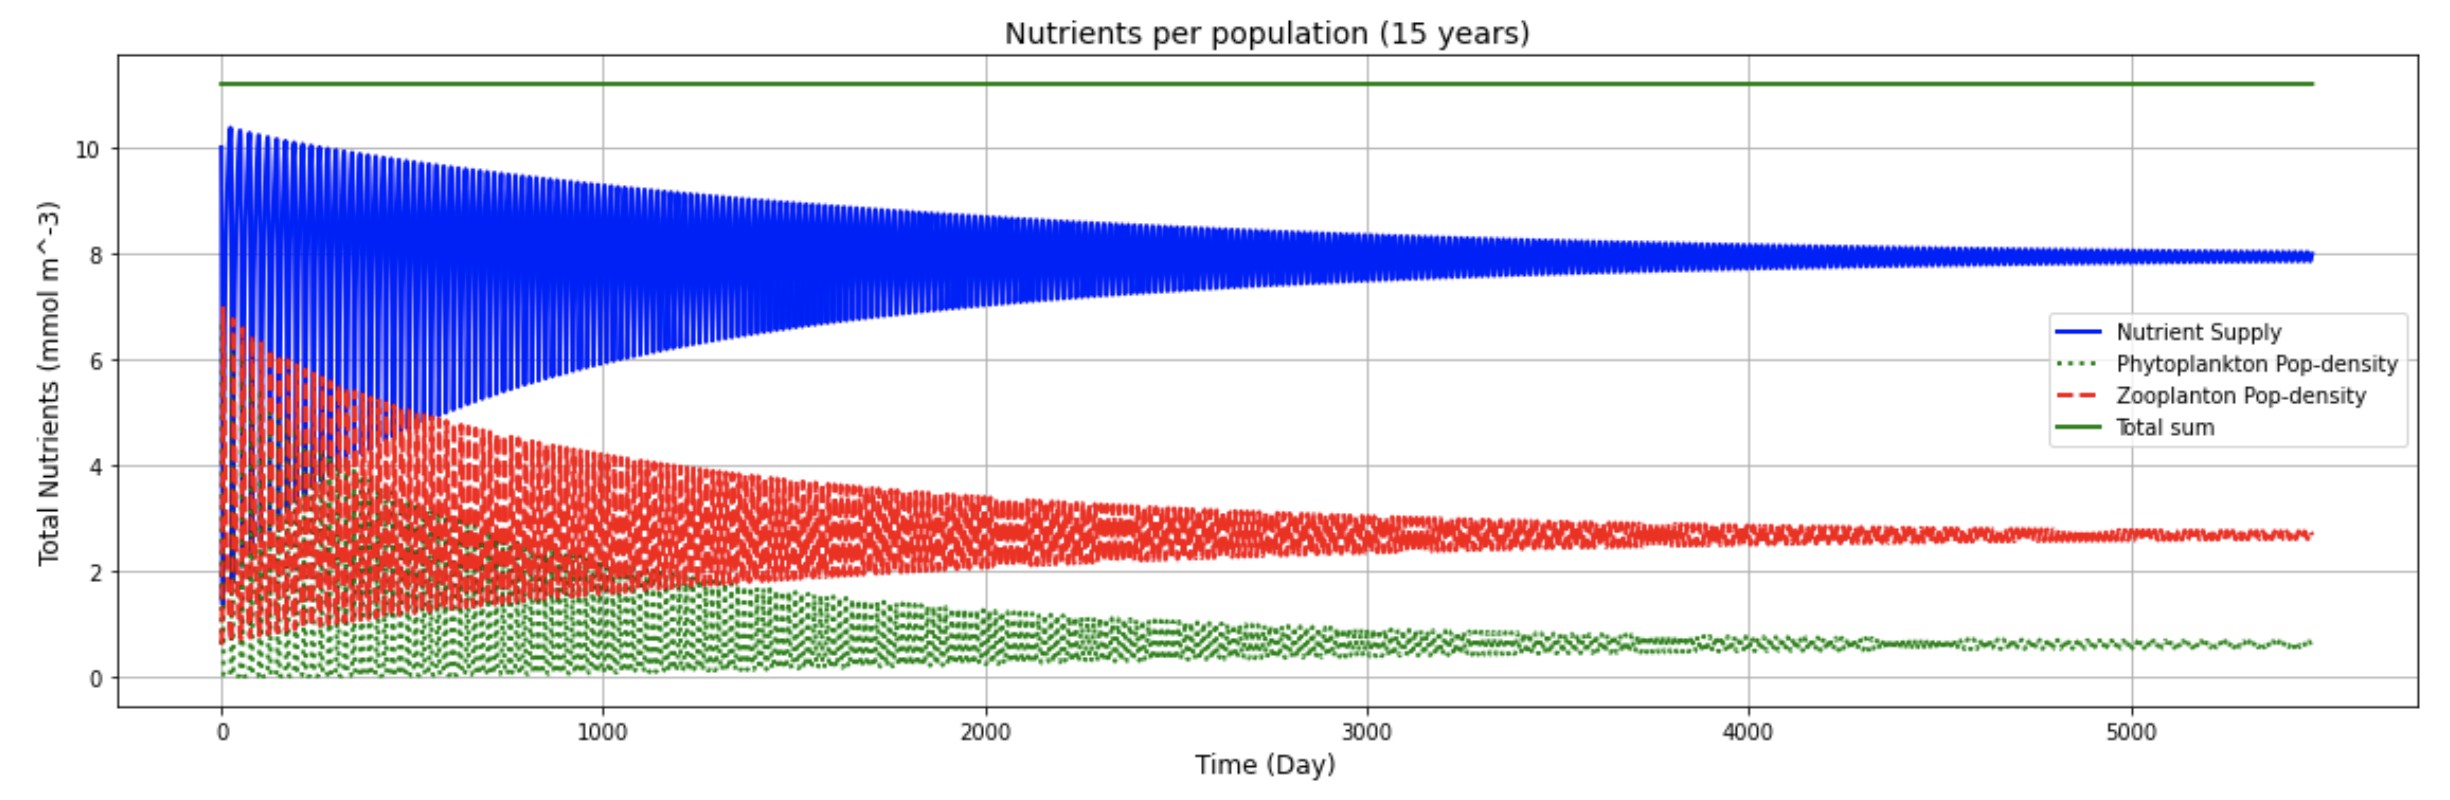 Nutrients per population (15 years)
Total Nutrients (mmol m^-3)
10
8
6
4
2
0
Nutrient Supply
Phytoplankton Pop-density
Zooplanton Pop-density
Total sum
0 1000 2000 3000 4000 5000
Time (Day)